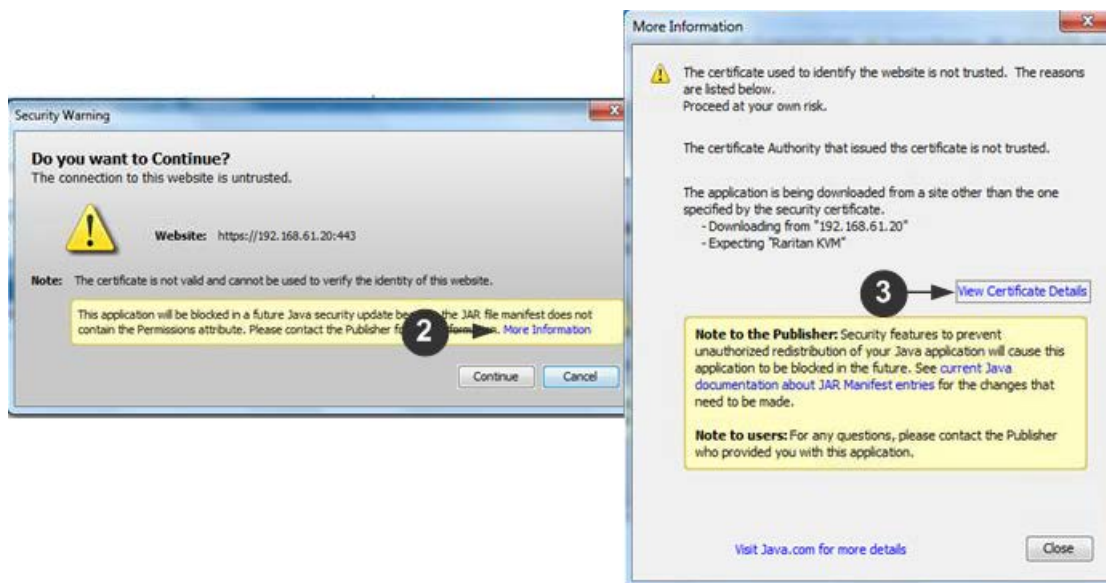 Security Warning
Do you want to Continue?
The connection to this website is untrusted.
Website: https://192.168.61.20:443
Note: The certificate is not valid and cannot be used to verify the identity of this website.
This application will be blocked in a future Java security update be the JAR file manifest does not
contain the Permissions attribute. Please contact the Publisher fo 2 More Information
Continue Cancel
More Information
The certificate used to identify the website is not trusted. The reasons
are listed below.
Proceed at your own risk.
The certificate Authority that issued ths certificate is not trusted.
The application is being downloaded from a site other than the one
specified by the security certificate.
- Downloading from "192.168.61.20"
- Expecting "Raritan KVM"
3 View Certificate Details
Note to the Publisher: Security features to prevent
unauthorized redistribution of your Java application will cause this
application to be blocked in the future. See current Java
documentation about JAR Manifest entries for the changes that
need to be made.
Note to users: For any questions, please contact the Publisher
who provided you with this application.
Visit Java.com for more details
Close